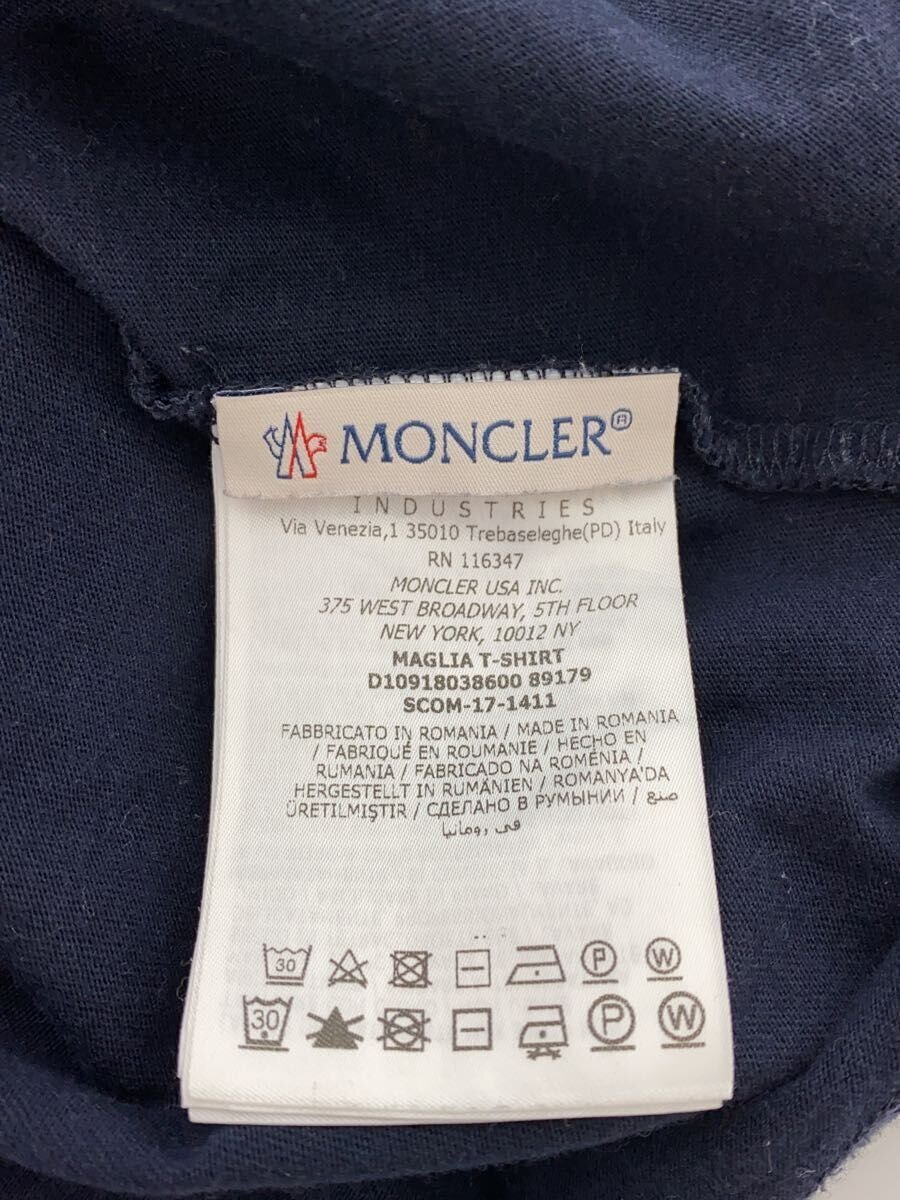 MONCLER®
INDUSTRIES
Via Venezia,1 35010 Trebaseleghe(PD) Italy
RN 116347
MONCLER USA INC.
375 WEST BROADWAY, 5TH FLOOR
NEW YORK, 10012 NY
MAGLIA T-SHIRT
D10918038600 89179
SCOM-17-1411
FABBRICATO IN ROMANIA / MADE IN ROMANIA
/ FABRIQUÉ EN ROUMANIE / HECHO EN
RUMANIA / FABRICADO NA ROMÉNIA /
HERGESTELLT IN RUMÄNIEN / ROMANYA'DA
ÜRETILMIŞTIR / СДЕЛАНО В РУМЫНИИ / صنع
في رومانيا
30 P W
30 P W